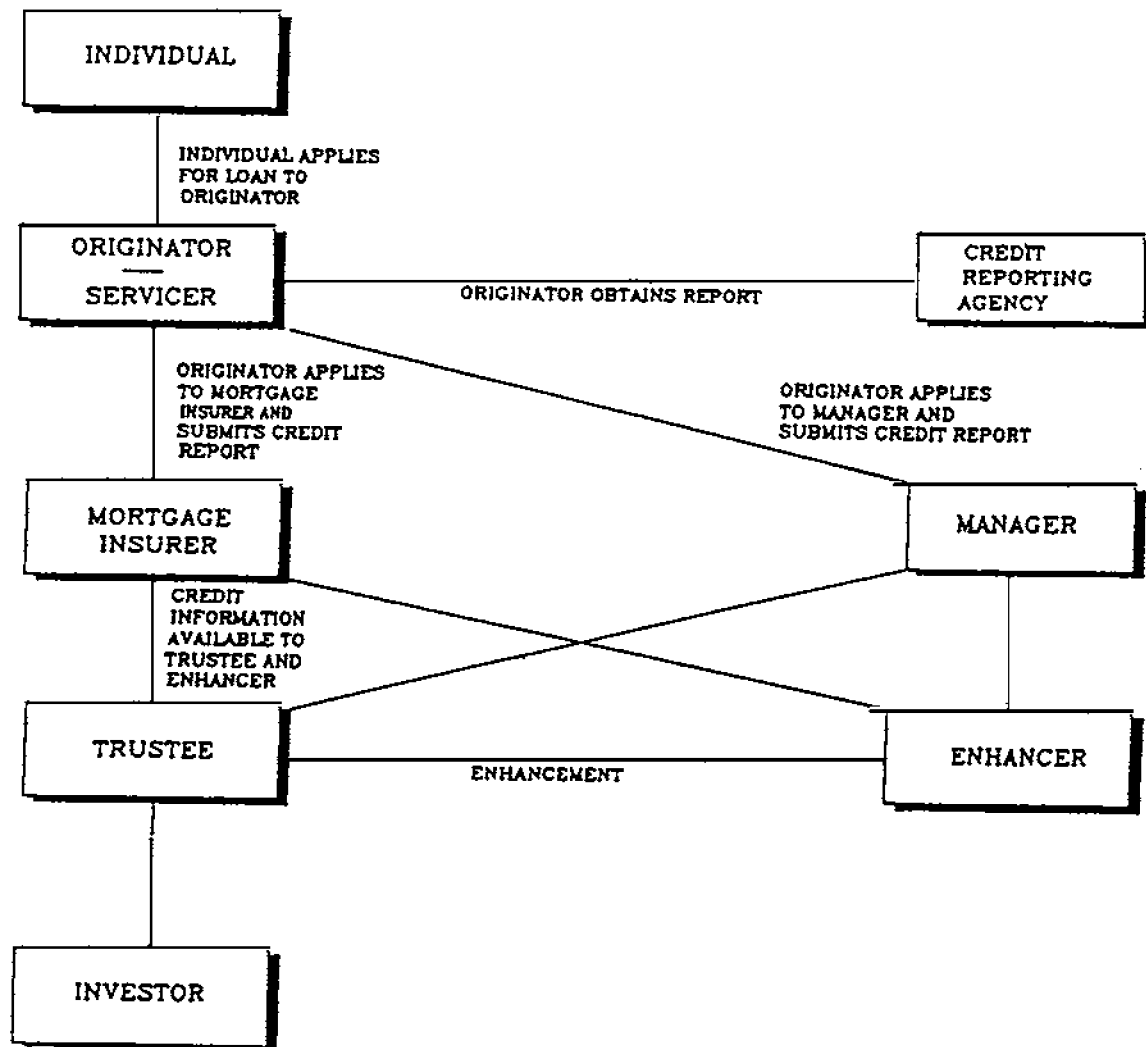 INDIVIDUAL
INDIVIDUAL APPLIES
FOR LOAN TO
ORIGINATOR
ORIGINATOR
SERVICER
ORIGINATOR OBTAINS REPORT
CREDIT
REPORTING
AGENCY
ORIGINATOR APPLIES
TO MORTGAGE
INSURER AND
SUBMITS CREDIT
REPORT
ORIGINATOR APPLIES
TO MANAGER AND
SUBMITS CREDIT REPORT
MORTGAGE
INSURER
MANAGER
CREDIT
INFORMATION
AVAILABLE TO
TRUSTEE AND
ENHANCER
TRUSTEE
ENHANCEMENT
ENHANCER
INVESTOR